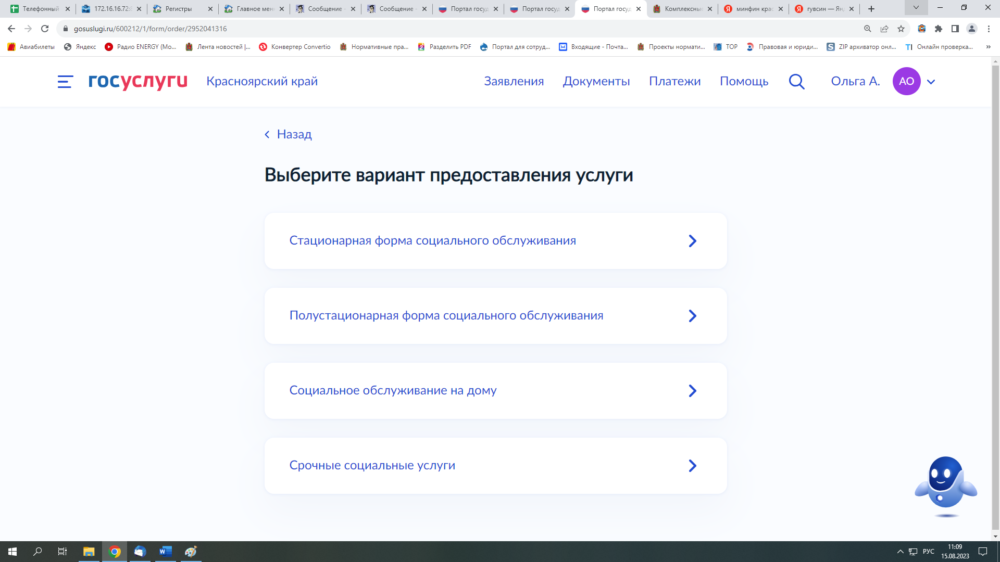 Телефонный
172.16.16.72:8
Регистры
Главное мен
Сообщение -
Сообщение -
Портал госуд
Портал госуд
Портал госуд
Комплексные
минфин крас
гувсин — Янд
gosuslugi.ru/600212/1/form/order/2952041316
Авиабилеты
Яндекс
Радио ENERGY (Мо...
Лента новостей |...
Конвертер Convertio
Нормативные пра...
Разделить PDF
Портал для сотруд...
Входящие - Почта...
Проекты нормати...
TOP
Правовая и юриди...
ZIP архиватор онл...
Онлайн проверка...
госуслуги
Красноярский край
Заявления
Документы
Платежи
Помощь
Ольга А.
АО
Назад
Выберите вариант предоставления услуги
Стационарная форма социального обслуживания
Полустационарная форма социального обслуживания
Социальное обслуживание на дому
Срочные социальные услуги
РУС
11:09
15.08.2023